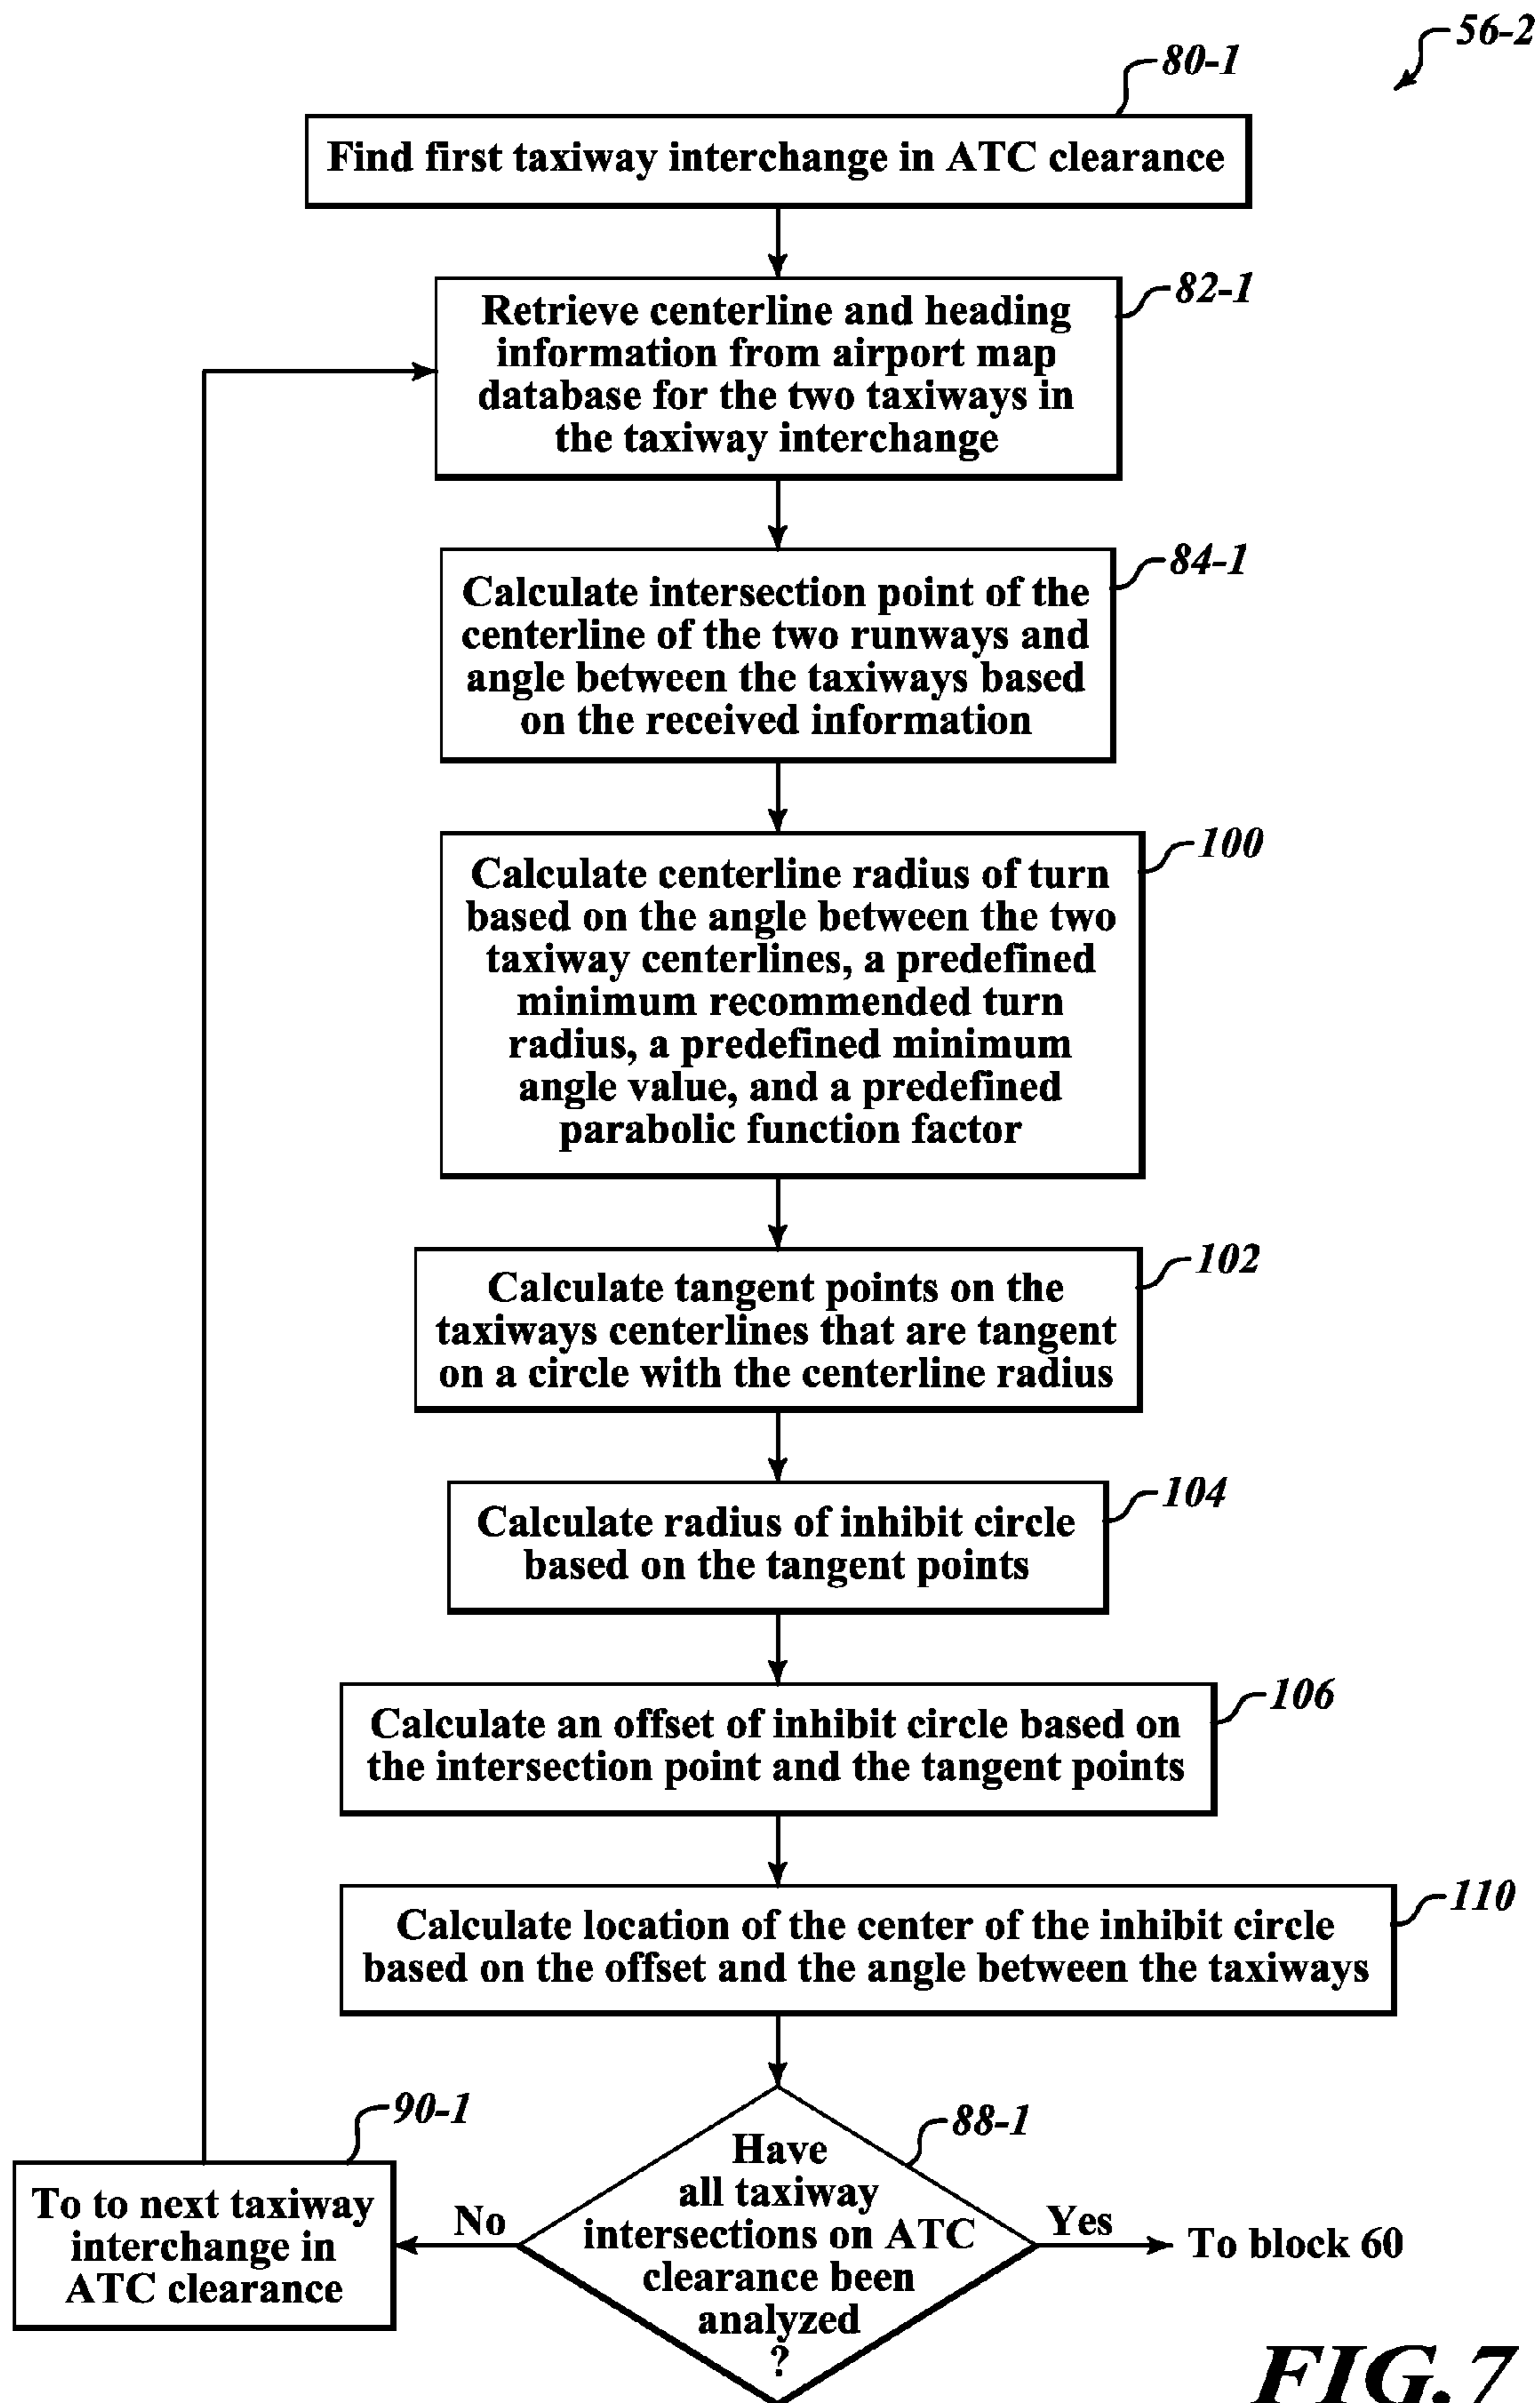 56-2
80-1
Find first taxiway interchange in ATC clearance
82-1
Retrieve centerline and heading
information from airport map
database for the two taxiways in
the taxiway interchange
84-1
Calculate intersection point of the
centerline of the two runways and
angle between the taxiways based
on the received information
100
Calculate centerline radius of turn
based on the angle between the two
taxiway centerlines, a predefined
minimum recommended turn
radius, a predefined minimum
angle value, and a predefined
parabolic function factor
102
Calculate tangent points on the
taxiways centerlines that are tangent
on a circle with the centerline radius
104
Calculate radius of inhibit circle
based on the tangent points
106
Calculate an offset of inhibit circle based on
the intersection point and the tangent points
110
Calculate location of the center of the inhibit circle
based on the offset and the angle between the taxiways
88-1
Have
all taxiway
intersections on ATC
clearance been
analyzed
?
No
Yes
To block 60
90-1
To to next taxiway
interchange in
ATC clearance
FIG. 7